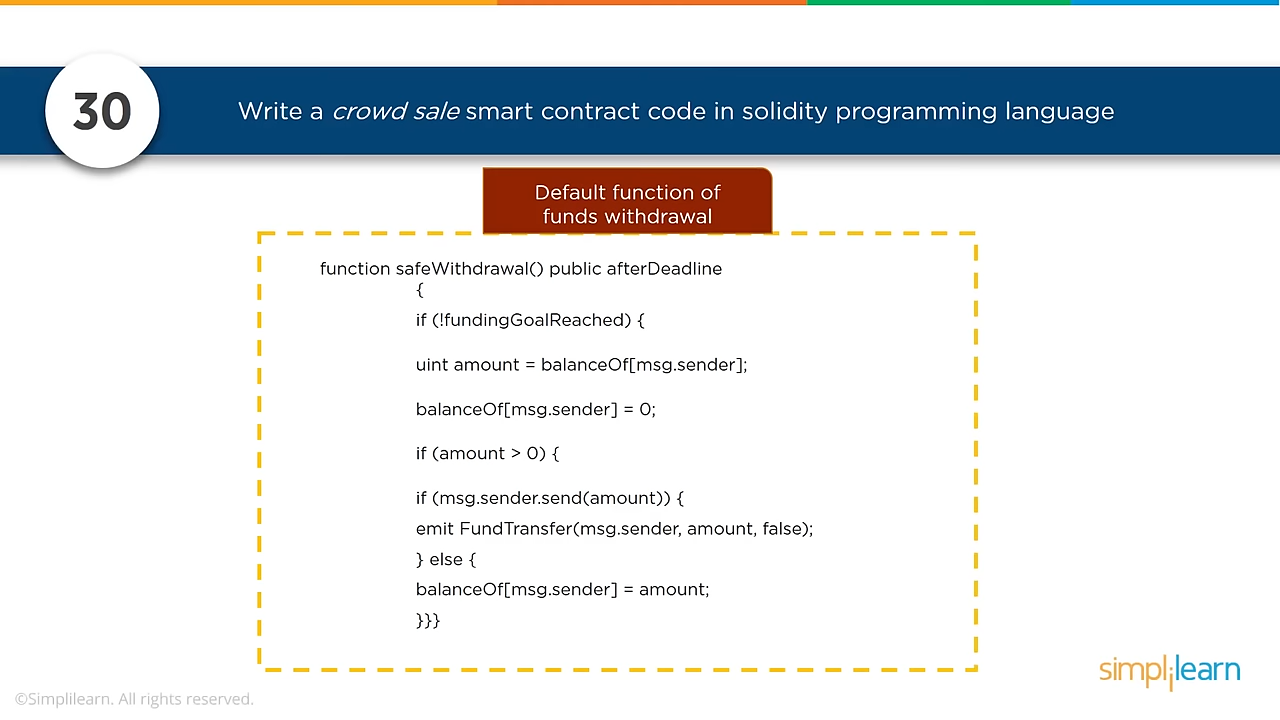 30
Write a crowd sale smart contract code in solidity programming language
Default function of
funds withdrawal
function safeWithdrawal() public afterDeadline
{
if (!fundingGoalReached) {
uint amount = balanceOf[msg.sender];
balanceOf[msg.sender] = 0;
if (amount > 0) {
if (msg.sender.send(amount)) {
emit FundTransfer(msg.sender, amount, false);
} else {
balanceOf[msg.sender] = amount;
}}}
simplilearn
©Simplilearn. All rights reserved.